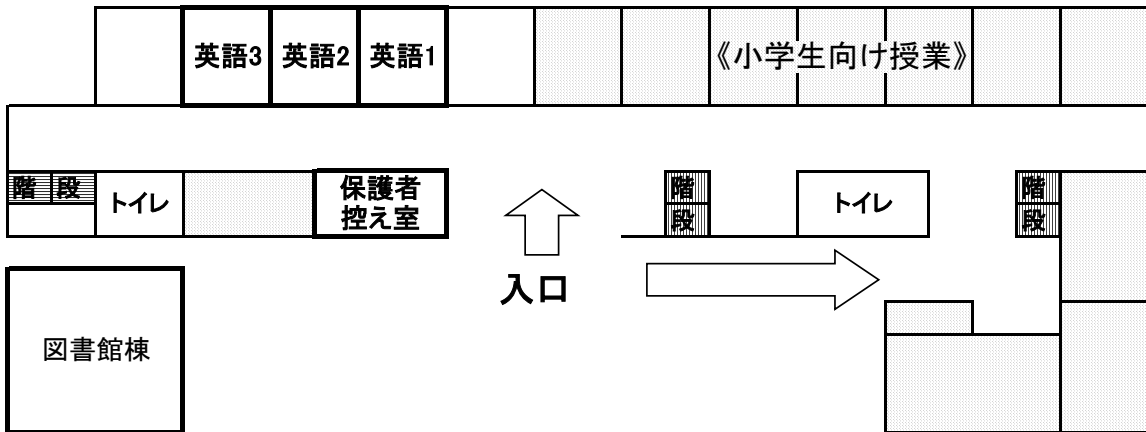 英語3
英語2
英語1
《小学生向け授業》
階段
トイレ
保護者
控え室
階
段
トイレ
階
段
入口
図書館棟